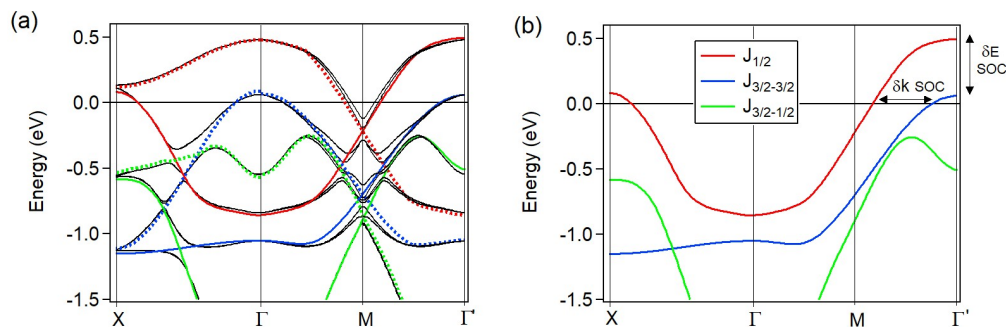 (a)
Energy (eV)
0.5
0.0
-0.5
-1.0
-1.5
X
Γ
M
Γ'
(b)
Energy (eV)
0.5
0.0
-0.5
-1.0
-1.5
J1/2
J3/2-3/2
J3/2-1/2
δk SOC
δE
SOC
X
Γ
M
Γ'